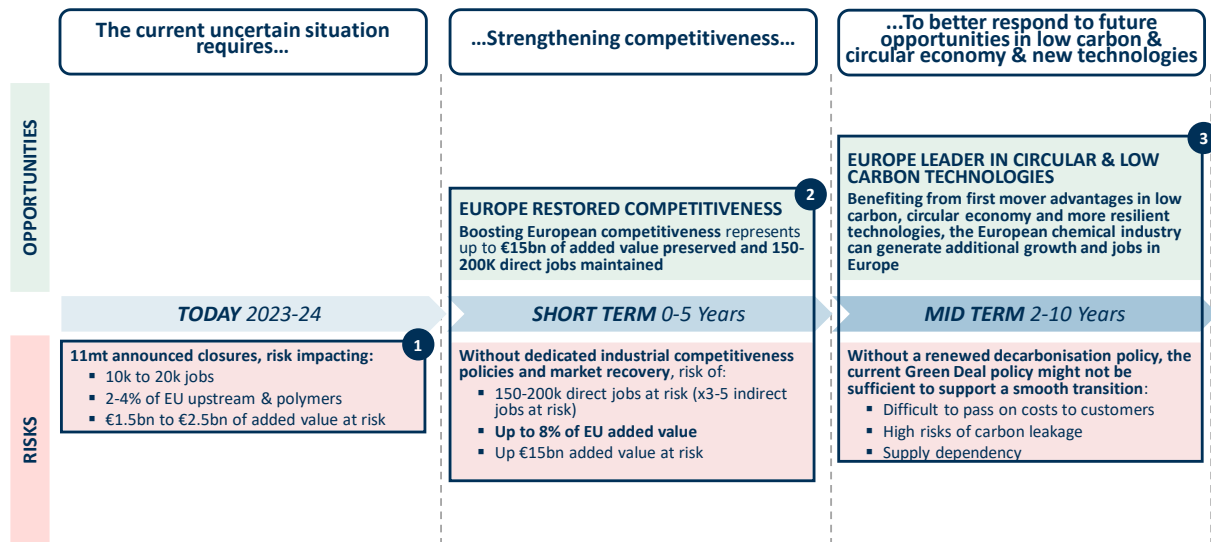 The current uncertain situation
requires...
...Strengthening competitiveness...
...To better respond to future
opportunities in low carbon &
circular economy & new technologies
OPPORTUNITIES
2
EUROPE RESTORED COMPETITIVENESS
Boosting European competitiveness represents
up to €15bn of added value preserved and 150-
200K direct jobs maintained
3
EUROPE LEADER IN CIRCULAR & LOW
CARBON TECHNOLOGIES
Benefiting from first mover advantages in low
carbon, circular economy and more resilient
technologies, the European chemical industry
can generate additional growth and jobs in
Europe
TODAY 2023-24
SHORT TERM 0-5 Years
MID TERM 2-10 Years
RISKS
1
11mt announced closures, risk impacting:
▪ 10k to 20k jobs
▪ 2-4% of EU upstream & polymers
▪ €1.5bn to €2.5bn of added value at risk
Without dedicated industrial competitiveness
policies and market recovery, risk of:
▪ 150-200k direct jobs at risk (x3-5 indirect
jobs at risk)
▪ Up to 8% of EU added value
▪ Up €15bn added value at risk
Without a renewed decarbonisation policy, the
current Green Deal policy might not be
sufficient to support a smooth transition:
▪ Difficult to pass on costs to customers
▪ High risks of carbon leakage
▪ Supply dependency